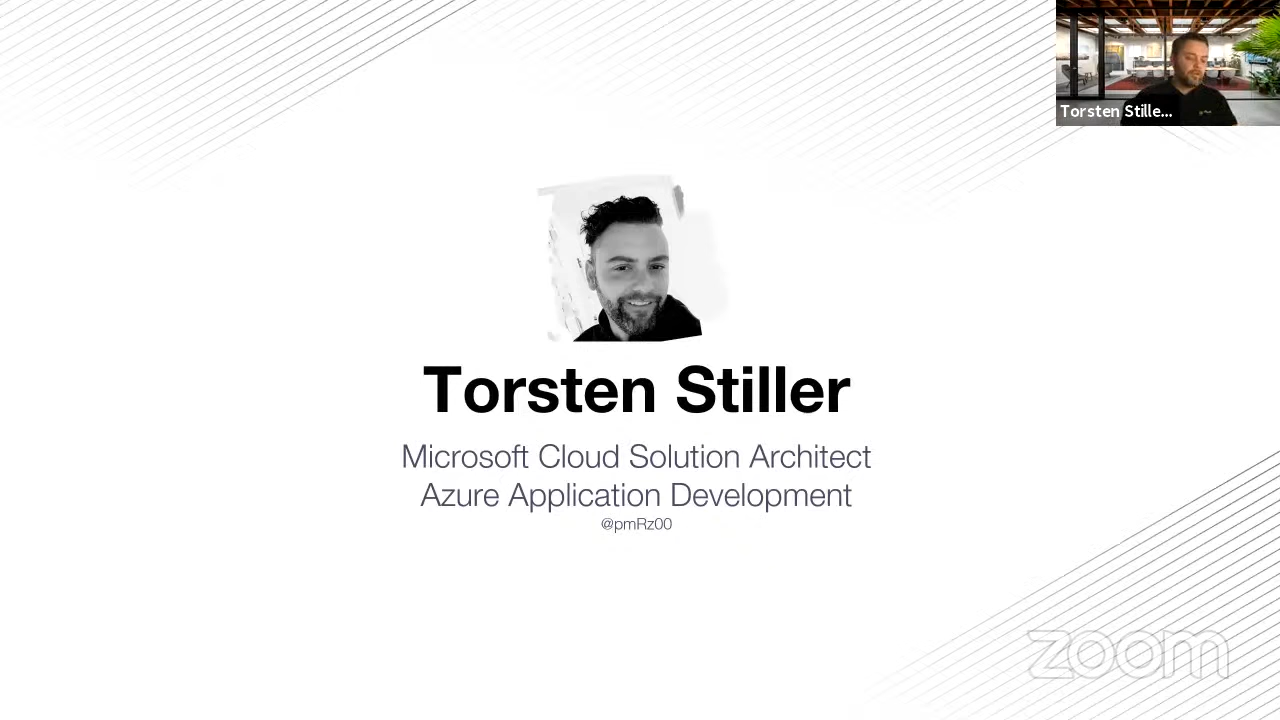 Torsten Stille...
Torsten Stiller
Microsoft Cloud Solution Architect
Azure Application Development
@pmRz00
zoom